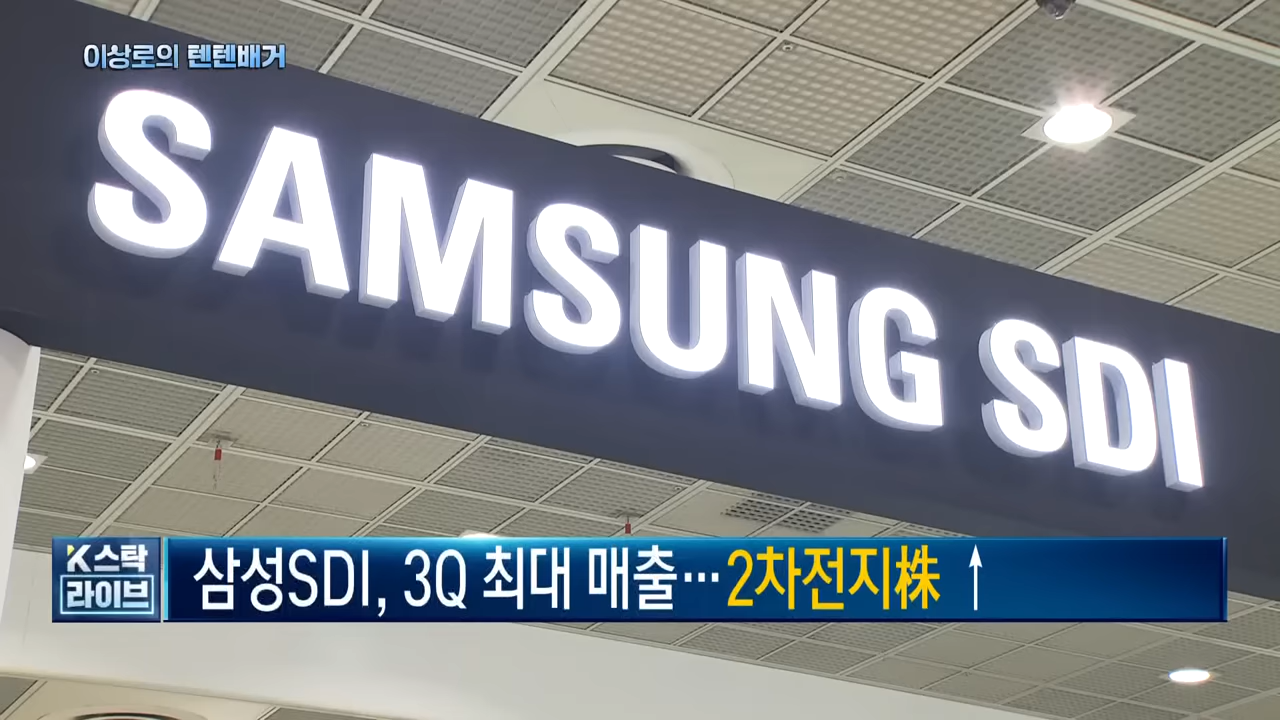 이상로의 텐텐배거
SAMSUNG SDI
K스탁
라이브
삼성SDI, 3Q 최대 매출…2차전지株 ↑